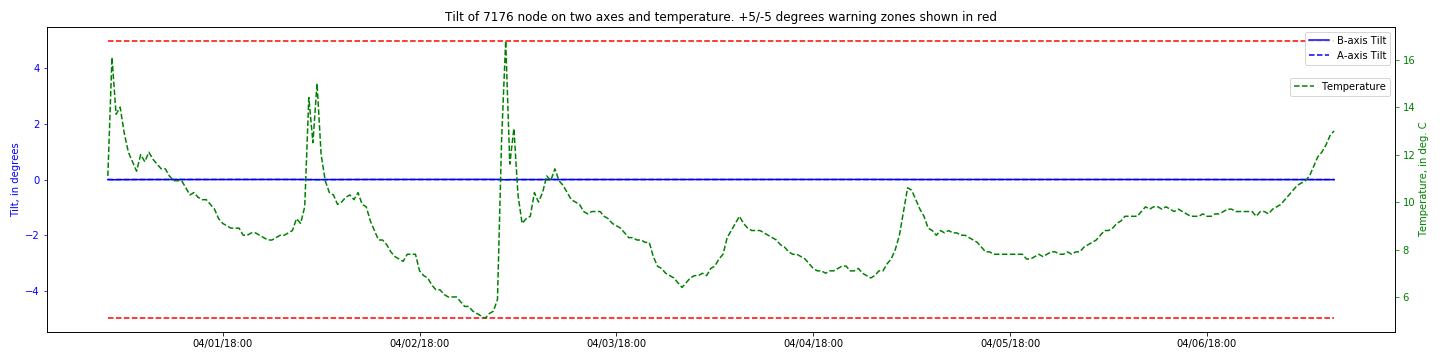 Tilt of 7176 node on two axes and temperature. +5/-5 degrees warning zones shown in red
B-axis Tilt
A-axis Tilt
Temperature
Tilt, in degrees
4
2
0
−2
−4
Temperature, in deg. C
16
14
12
10
8
6
04/01/18:00
04/02/18:00
04/03/18:00
04/04/18:00
04/05/18:00
04/06/18:00